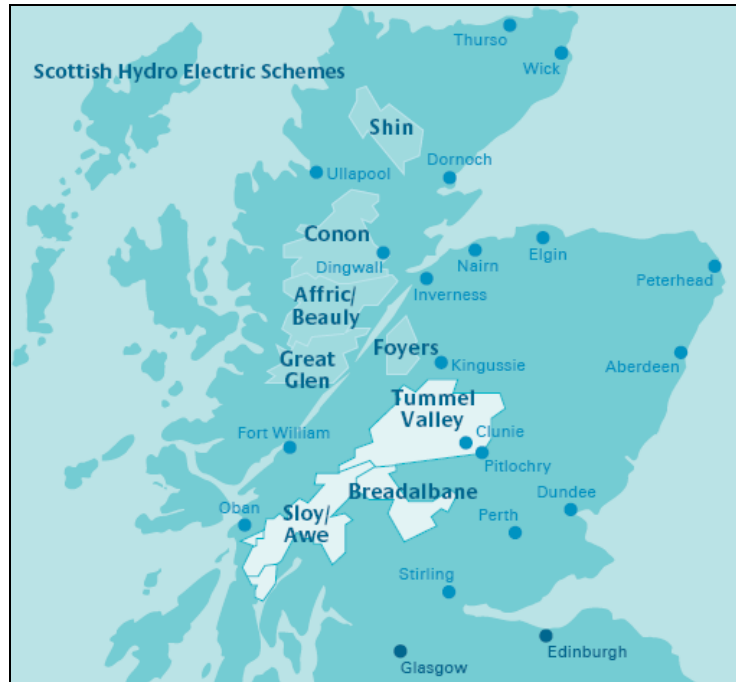 Thurso
Wick
Scottish Hydro Electric Schemes
Shin
Dornoch
Ullapool
Conon
Dingwall
Nairn
Elgin
Peterhead
Inverness
Affric/
Beauly
Foyers
Great
Glen
Kingussie
Aberdeen
Tummel
Valley
Clunie
Fort William
Pitlochry
Breadalbane
Dundee
Oban
Sloy/
Awe
Perth
Stirling
Edinburgh
Glasgow